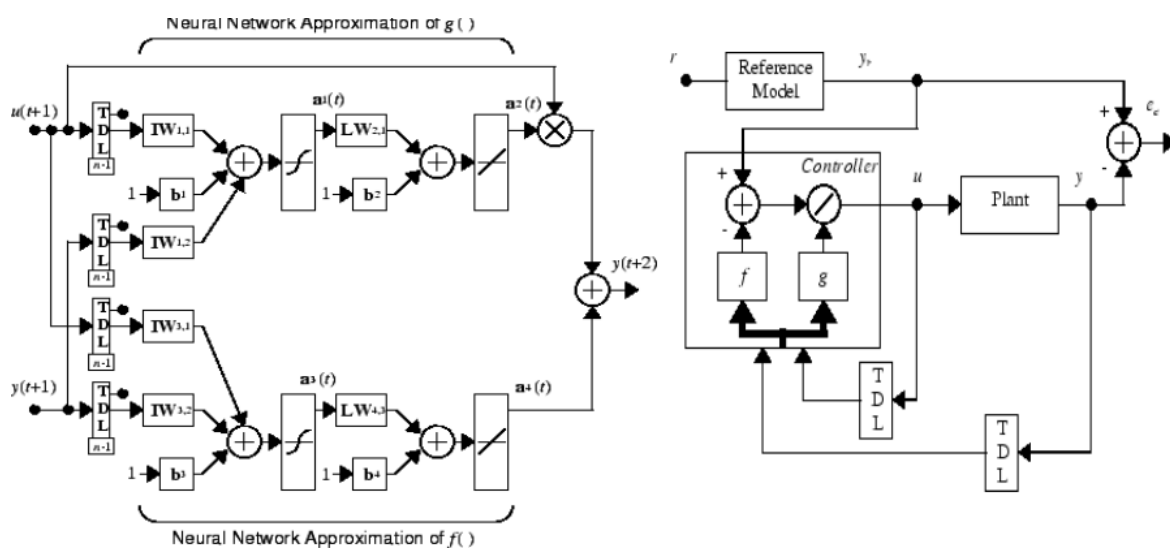 Neural Network Approximation of g ( )
u(t+1)
T
D
L
n-1
IW1,1
1
b1
a1(t)
LW2,1
1
b2
a2(t)
T
D
L
n-1
IW1,2
T
D
L
n-1
IW3,1
y(t+2)
y(t+1)
T
D
L
n-1
IW3,2
1
b3
a3(t)
LW4,3
1
b4
a4(t)
Neural Network Approximation of f( )
r
Reference
Model
yr
+
-
ec
Controller
+
-
f
g
u
Plant
y
T
D
L
T
D
L